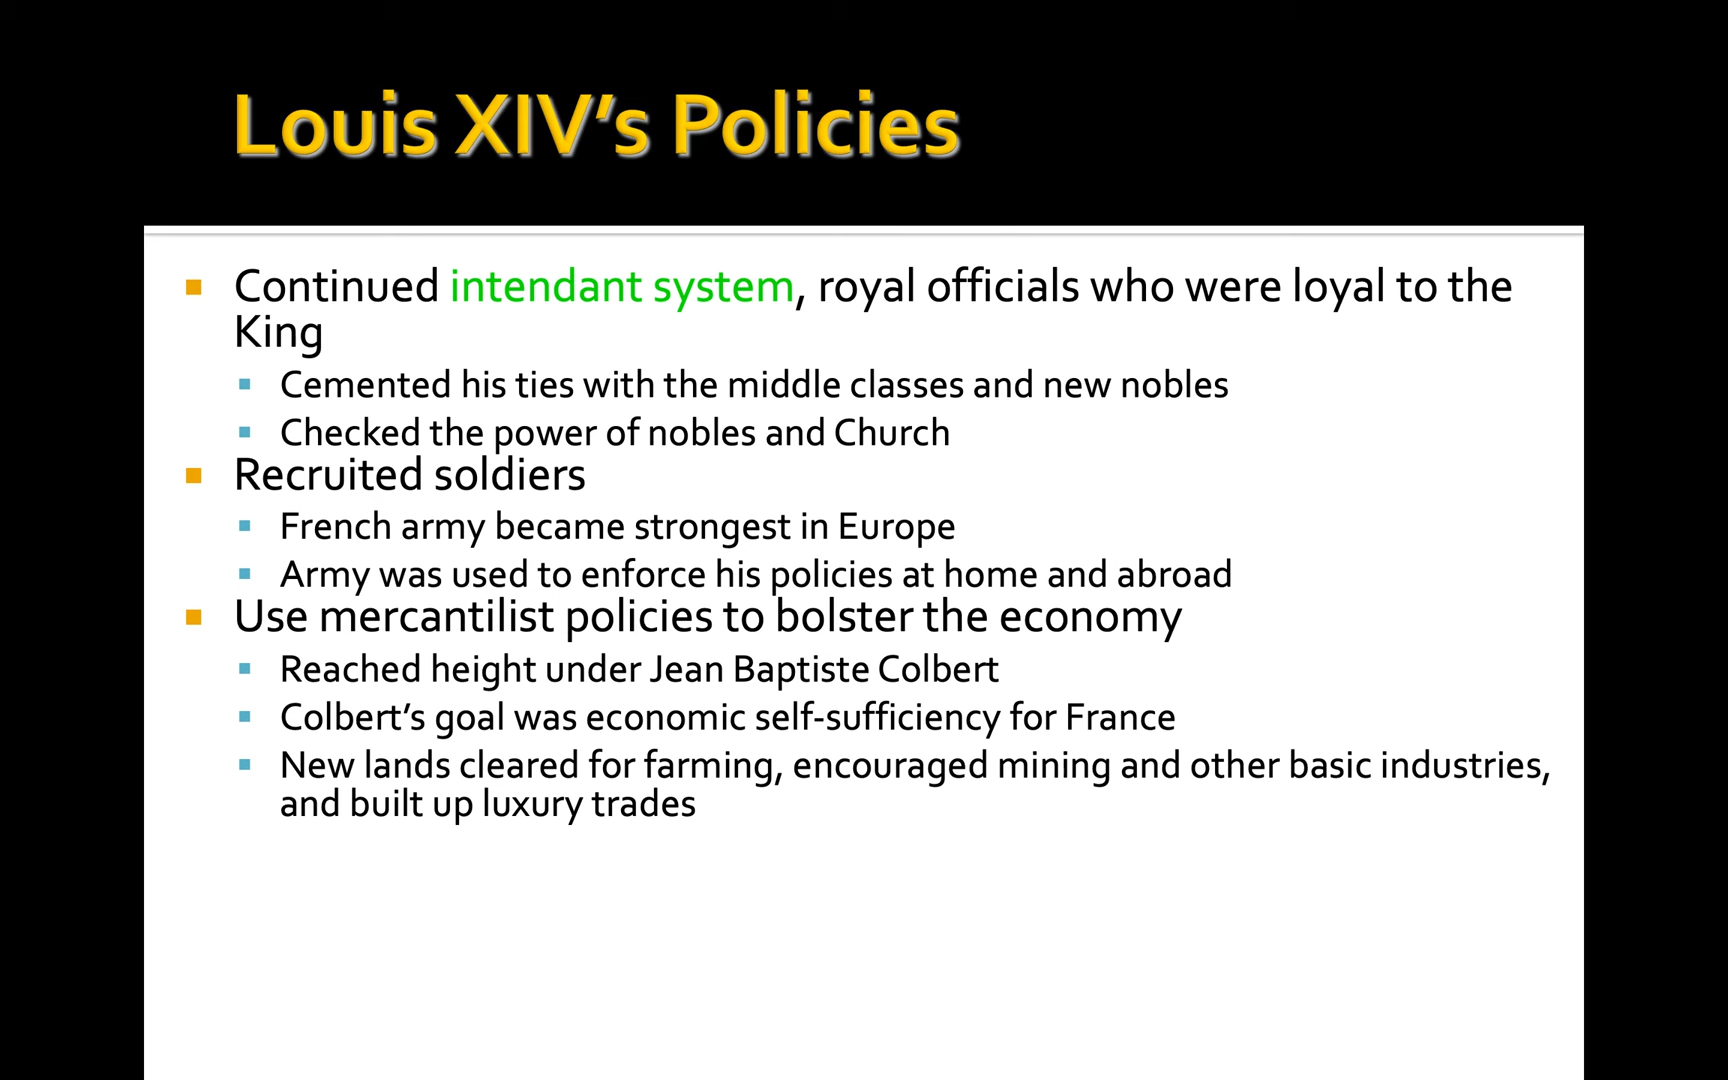 Louis XIV’s Policies
Continued intendant system, royal officials who were loyal to the
King
Cemented his ties with the middle classes and new nobles
Checked the power of nobles and Church
Recruited soldiers
French army became strongest in Europe
Army was used to enforce his policies at home and abroad
Use mercantilist policies to bolster the economy
Reached height under Jean Baptiste Colbert
Colbert’s goal was economic self-sufficiency for France
New lands cleared for farming, encouraged mining and other basic industries,
and built up luxury trades